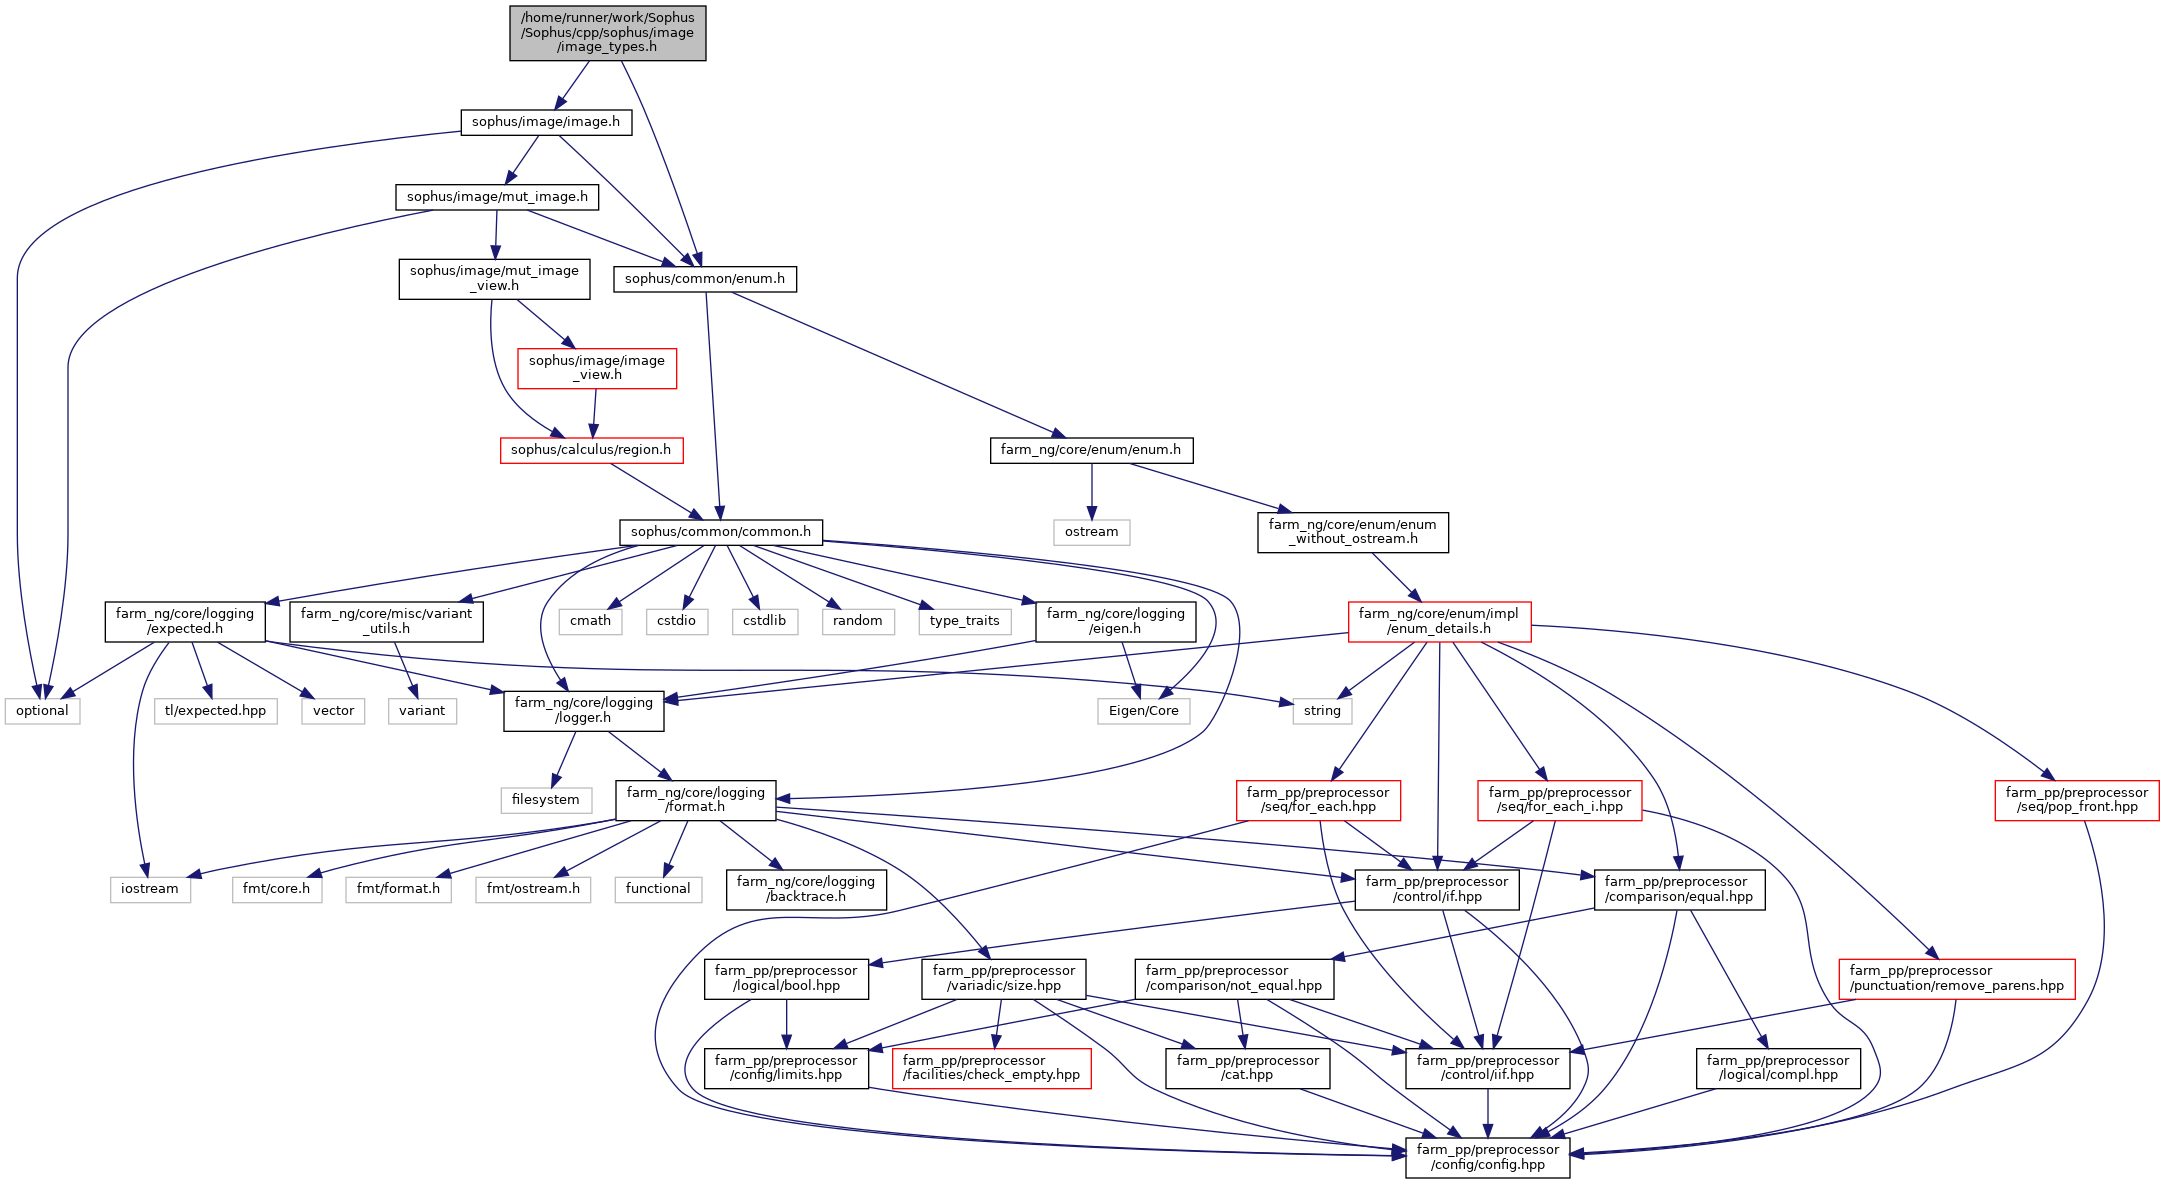 /home/runner/work/Sophus
/Sophus/cpp/sophus/image
/image_types.h
sophus/image/image.h
sophus/image/mut_image.h
sophus/image/mut_image
_view.h
sophus/common/enum.h
sophus/image/image
_view.h
sophus/calculus/region.h
farm_ng/core/enum/enum.h
sophus/common/common.h
ostream
farm_ng/core/enum/enum
_without_ostream.h
farm_ng/core/logging
/expected.h
farm_ng/core/misc/variant
_utils.h
cmath
cstdio
cstdlib
random
type_traits
farm_ng/core/logging
/eigen.h
farm_ng/core/enum/impl
/enum_details.h
optional
tl/expected.hpp
vector
variant
farm_ng/core/logging
/logger.h
Eigen/Core
string
filesystem
farm_ng/core/logging
/format.h
farm_pp/preprocessor
/seq/for_each.hpp
farm_pp/preprocessor
/seq/for_each_i.hpp
farm_pp/preprocessor
/seq/pop_front.hpp
iostream
fmt/core.h
fmt/format.h
fmt/ostream.h
functional
farm_ng/core/logging
/backtrace.h
farm_pp/preprocessor
/control/if.hpp
farm_pp/preprocessor
/comparison/equal.hpp
farm_pp/preprocessor
/logical/bool.hpp
farm_pp/preprocessor
/variadic/size.hpp
farm_pp/preprocessor
/comparison/not_equal.hpp
farm_pp/preprocessor
/punctuation/remove_parens.hpp
farm_pp/preprocessor
/config/limits.hpp
farm_pp/preprocessor
/facilities/check_empty.hpp
farm_pp/preprocessor
/cat.hpp
farm_pp/preprocessor
/control/iif.hpp
farm_pp/preprocessor
/logical/compl.hpp
farm_pp/preprocessor
/config/config.hpp